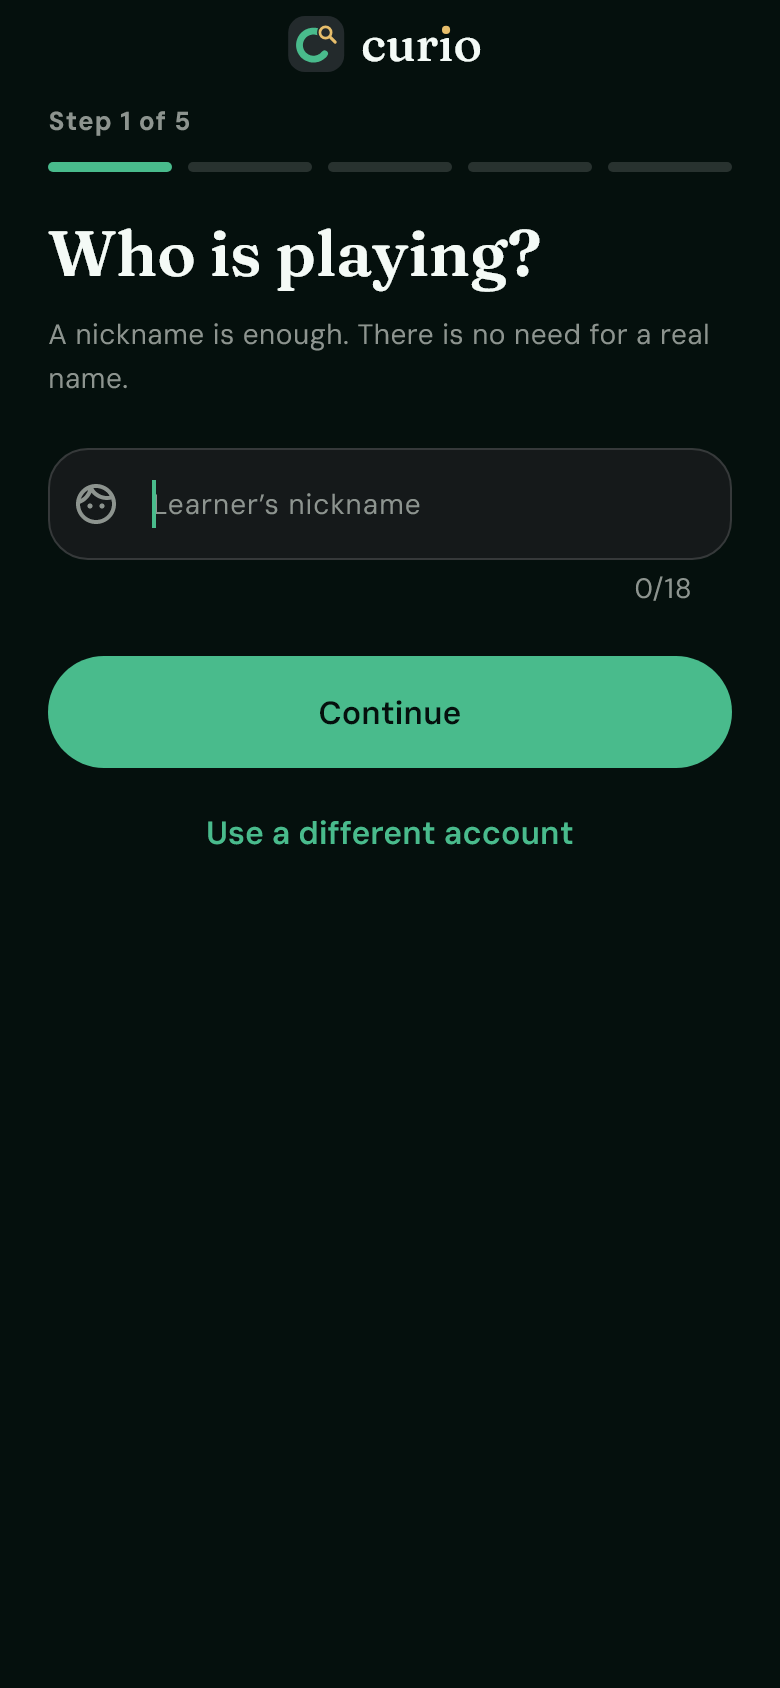 curio
Step 1 of 5
Who is playing?
A nickname is enough. There is no need for a real
name.
Learner’s nickname
0/18
Continue
Use a different account